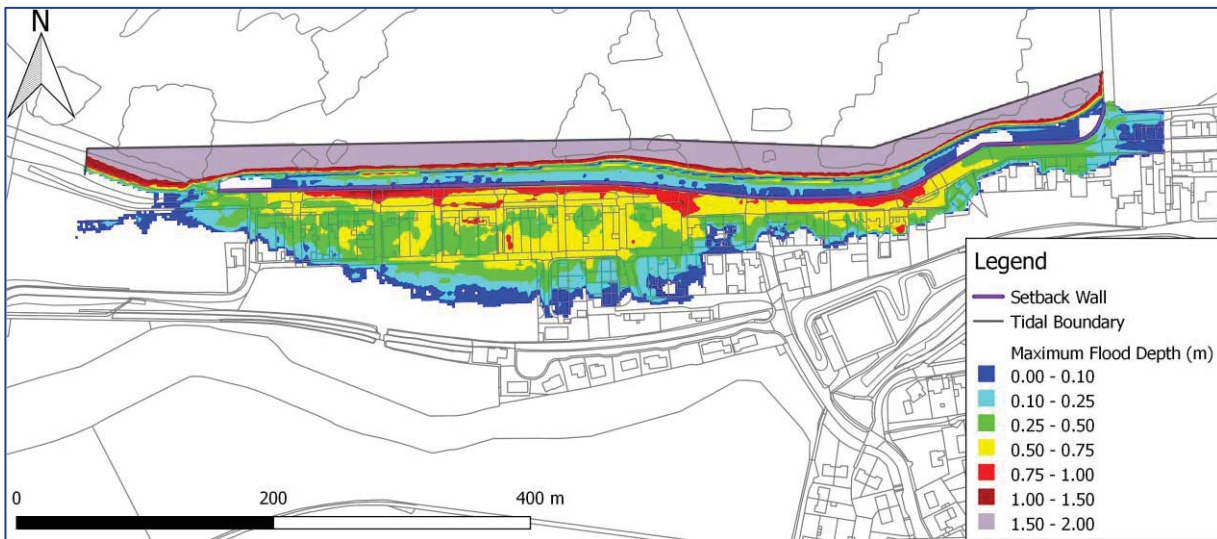 N
Legend
Setback Wall
Tidal Boundary
Maximum Flood Depth (m)
0.00 - 0.10
0.10 - 0.25
0.25 - 0.50
0.50 - 0.75
0.75 - 1.00
1.00 - 1.50
1.50 - 2.00
0 200 400 m